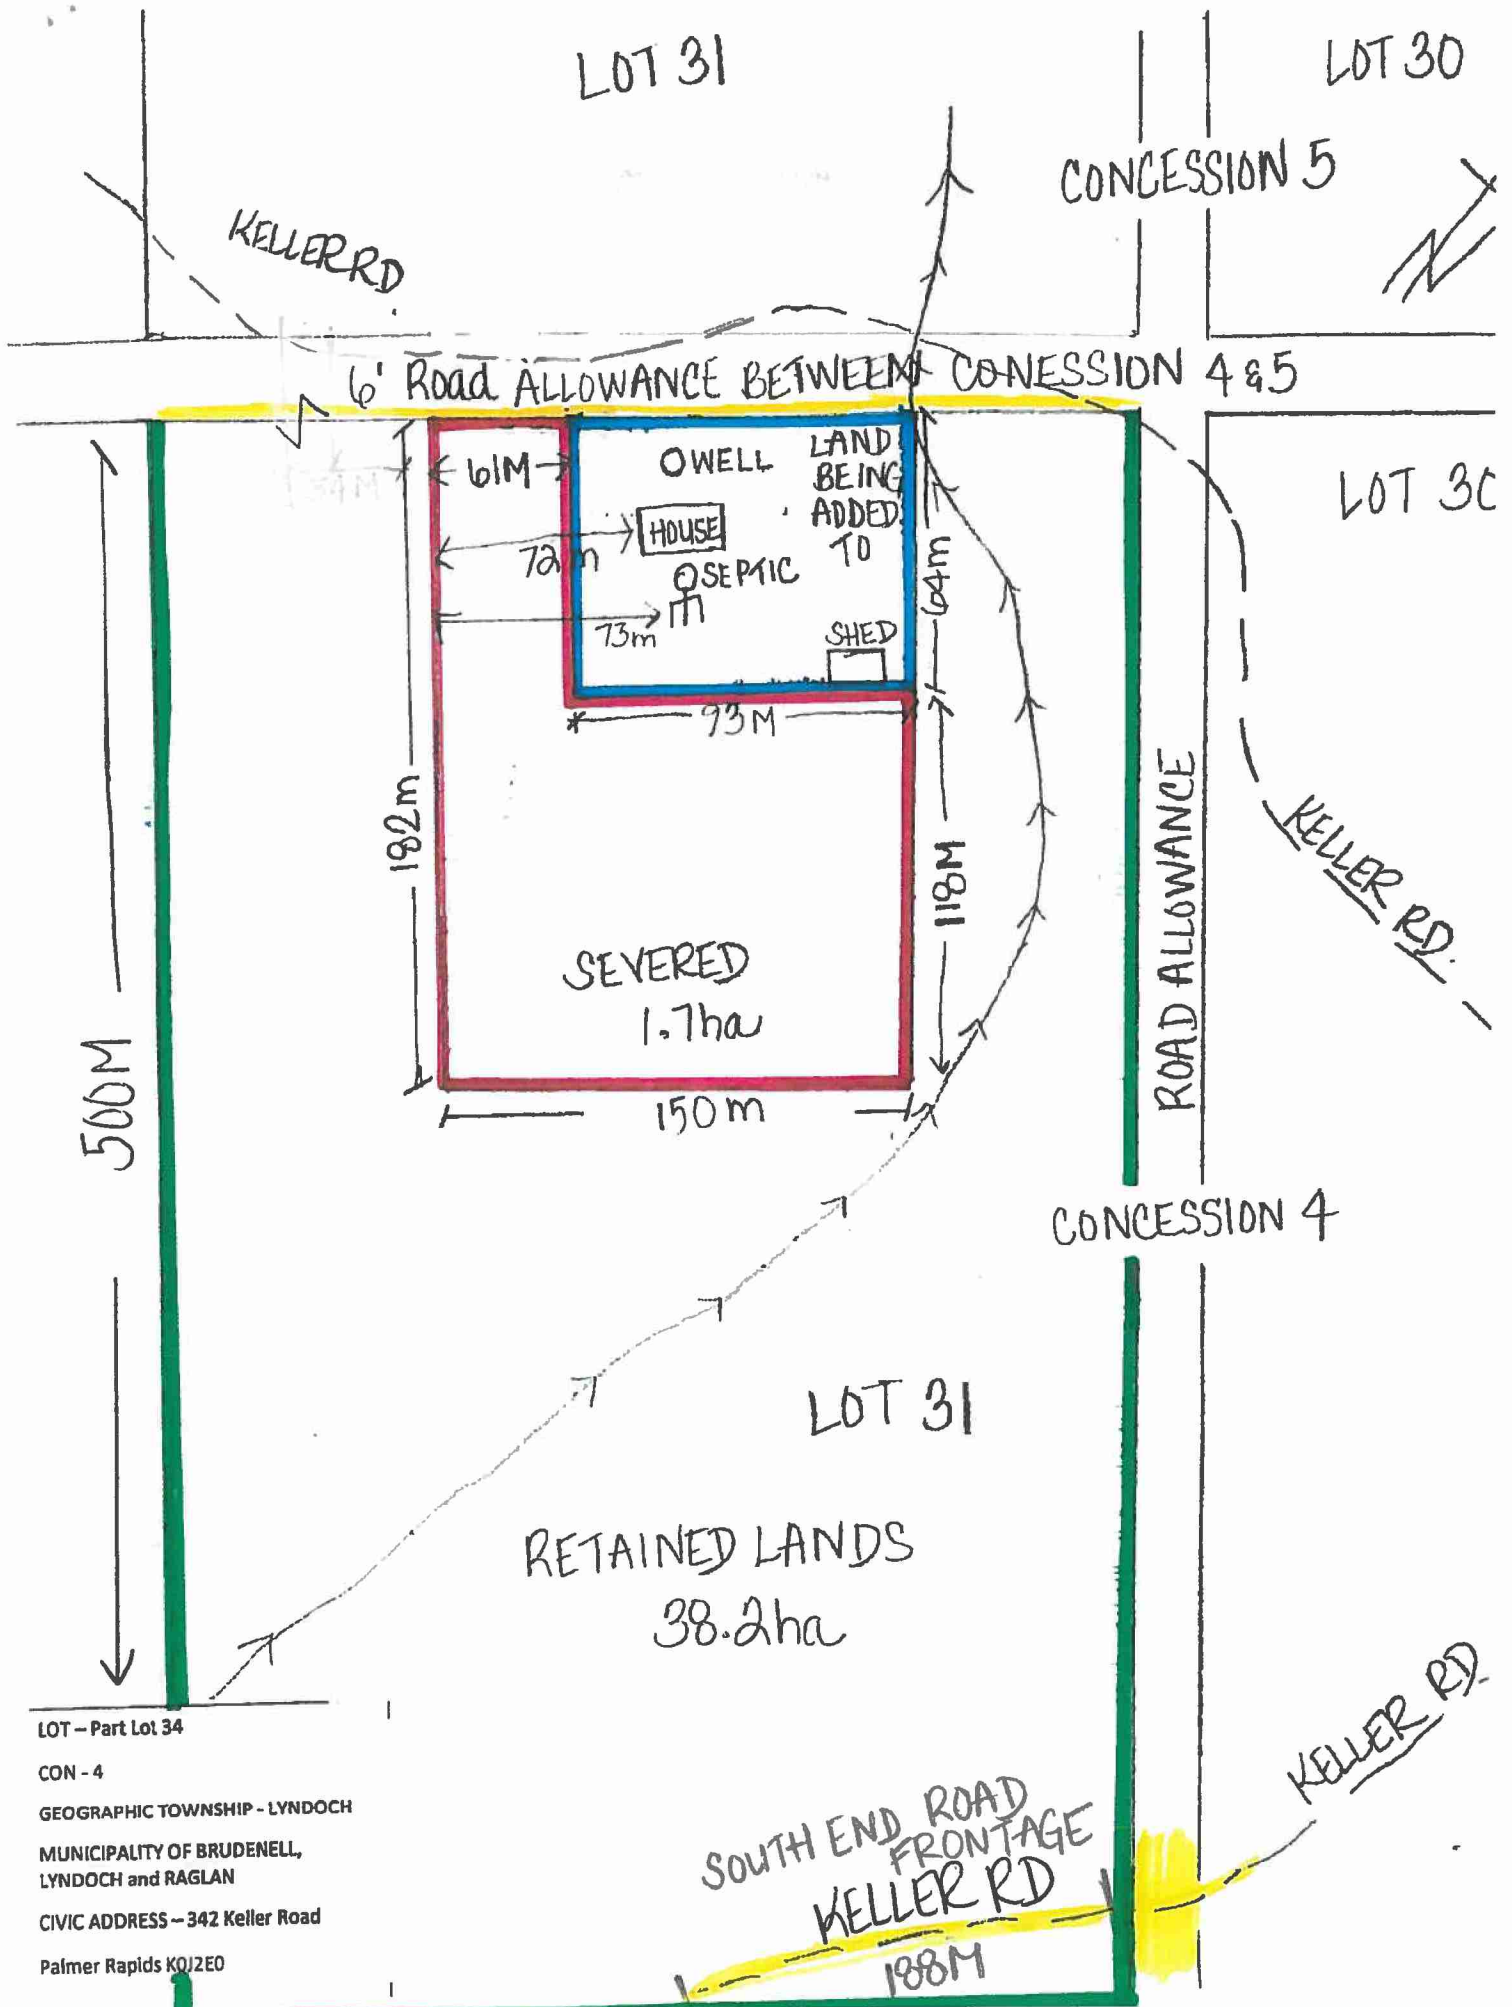 LOT 31
LOT 30
CONCESSION 5
KELLER RD
N
6' Road ALLOWANCE BETWEEN CONESSION 4 & 5
61M
O WELL
LAND
BEING
ADDED
TO
LOT 30
HOUSE
72m
SEPTIC
64m
73m
SHED
93M
182m
118M
ROAD ALLOWANCE
KELLER RD.
SEVERED
1.7ha
500M
150m
CONCESSION 4
LOT 31
RETAINED LANDS
38.2ha
LOT – Part Lot 34
CON - 4
GEOGRAPHIC TOWNSHIP - LYNDOCH
MUNICIPALITY OF BRUDENELL,
LYNDOCH and RAGLAN
CIVIC ADDRESS – 342 Keller Road
Palmer Rapids K0J2E0
KELLER RD.
SOUTH END ROAD
FRONTAGE
KELLER RD
188M